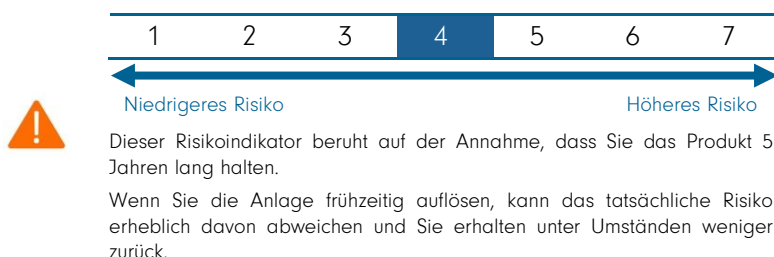 1 2 3 4 5 6 7
Niedrigeres Risiko Höheres Risiko
Dieser Risikoindikator beruht auf der Annahme, dass Sie das Produkt 5
Jahren lang halten.
Wenn Sie die Anlage frühzeitig auflösen, kann das tatsächliche Risiko
erheblich davon abweichen und Sie erhalten unter Umständen weniger
zurück.